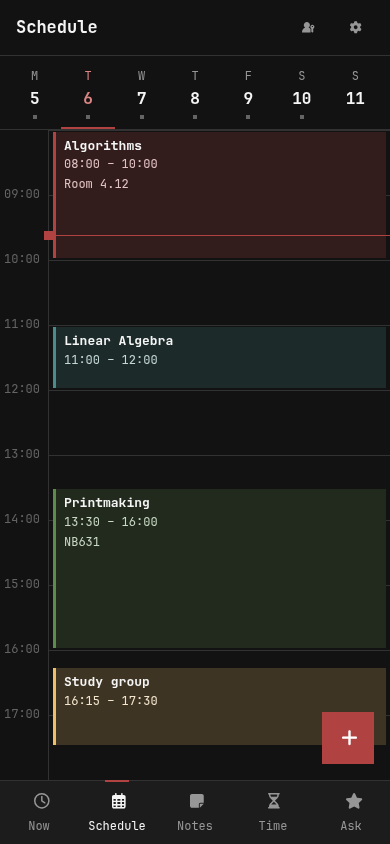 Schedule
M T W T F S S
5 6 7 8 9 10 11
Algorithms
08:00 – 10:00
Room 4.12
09:00
10:00
11:00
Linear Algebra
11:00 – 12:00
12:00
13:00
Printmaking
13:30 – 16:00
14:00
NB631
15:00
16:00
Study group
16:15 – 17:30
17:00
+
Now Schedule Notes Time Ask